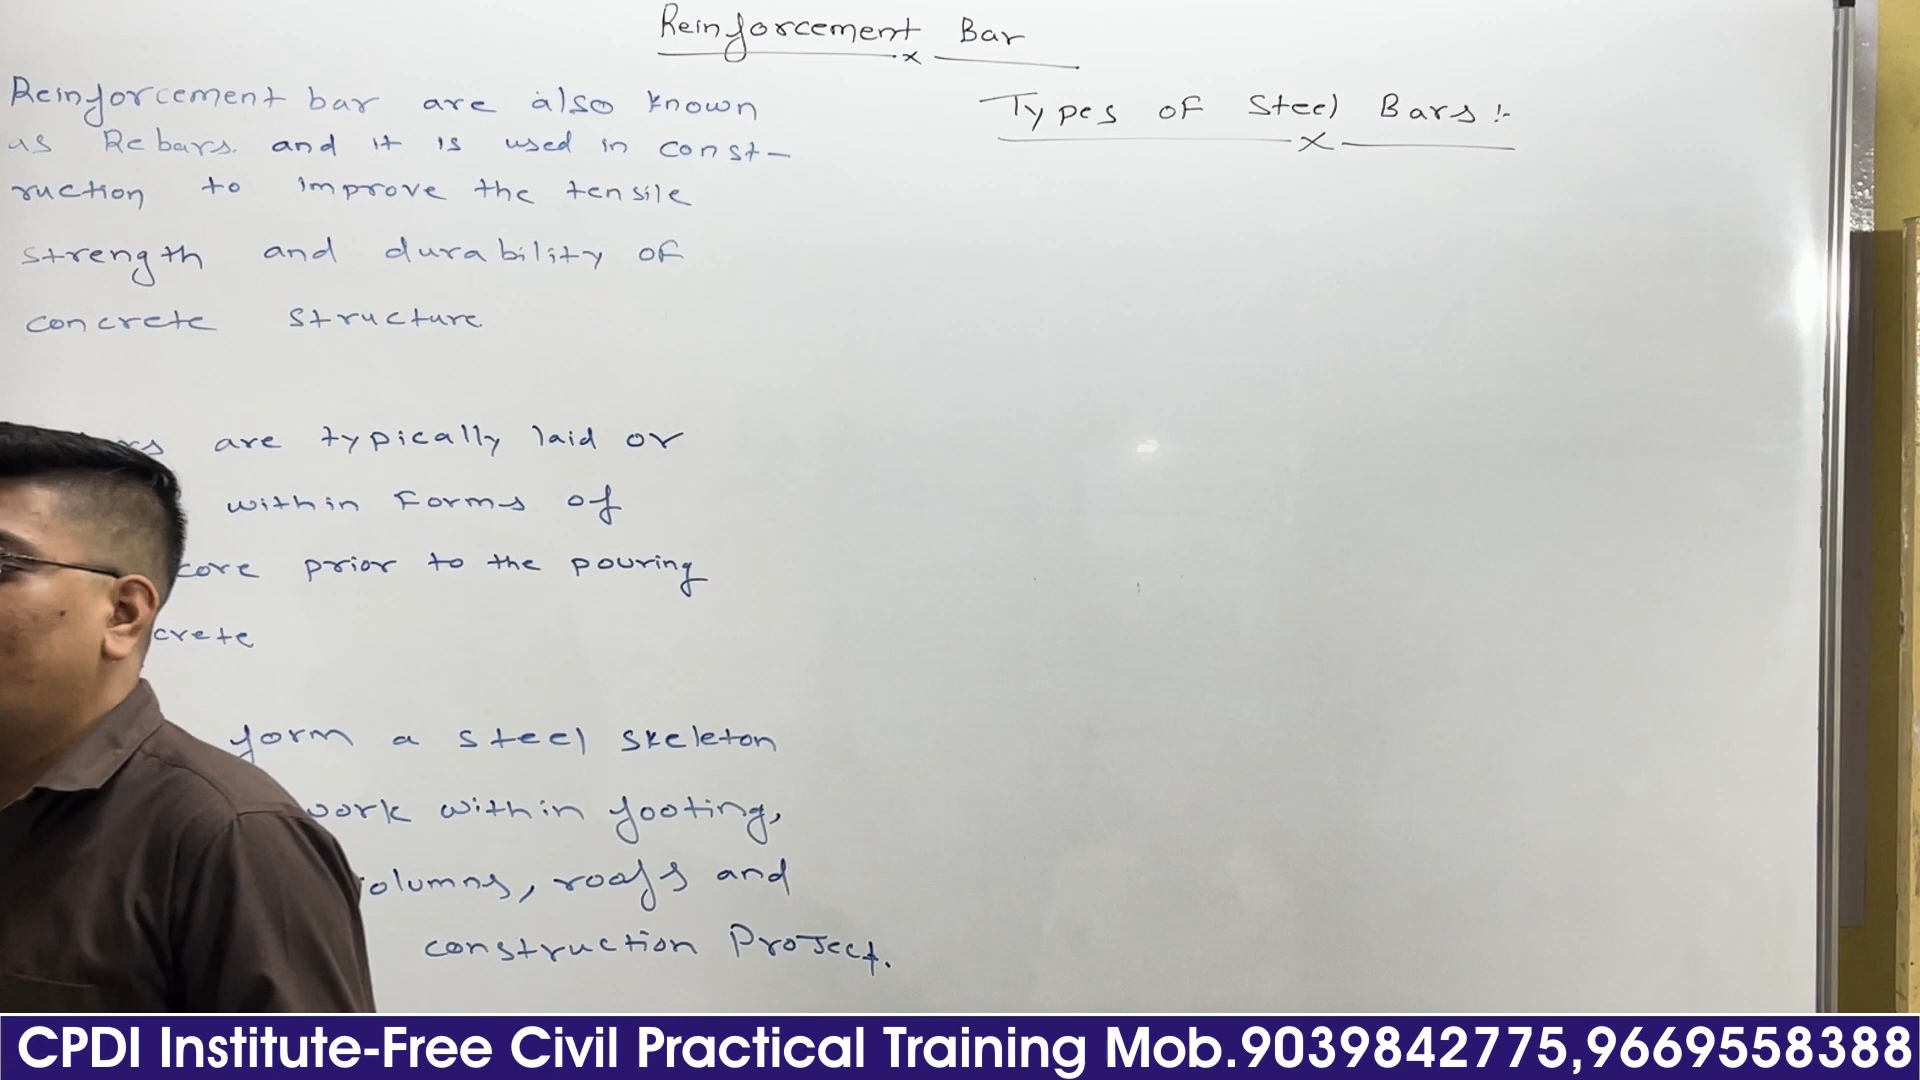 Reinforcement Bar
Reinforcement bar are also known
as Rebars. and it is used in const-
ruction to improve the tensile
strength and durability of
concrete structure.
are typically laid or
within Forms of
prior to the pouring
crete
form a steel skeleton
work within footing,
columns, roofs and
construction Project.
Types of Steel Bars :-
CPDI Institute-Free Civil Practical Training Mob.9039842775,9669558388